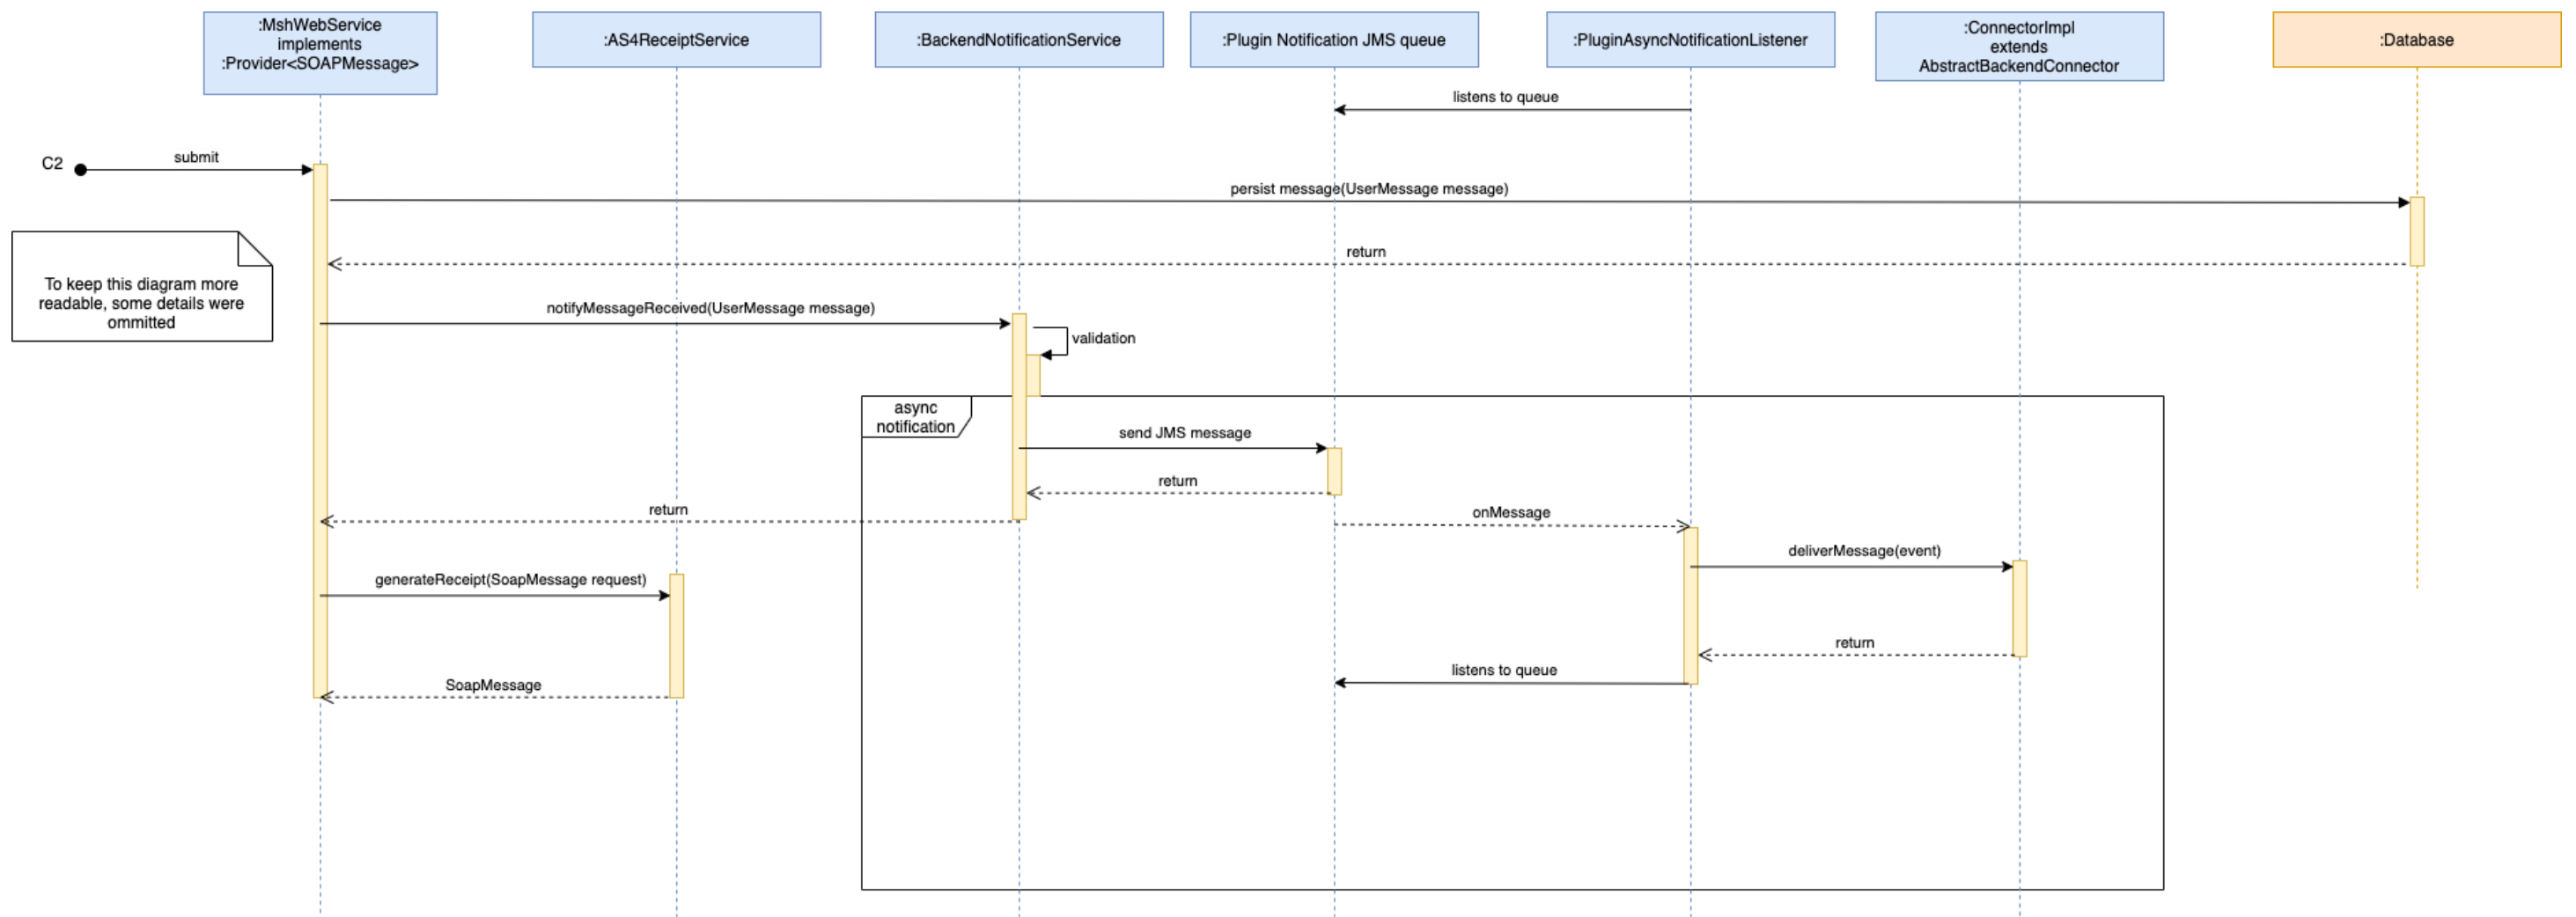 :MshWebService
implements
:Provider<SOAPMessage>
:AS4ReceiptService
:BackendNotificationService
:Plugin Notification JMS queue
:PluginAsyncNotificationListener
:ConnectorImpl
extends
AbstractBackendConnector
:Database
listens to queue
C2
submit
persist message(UserMessage message)
return
To keep this diagram more
readable, some details were
ommitted
notifyMessageReceived(UserMessage message)
validation
async
notification
send JMS message
return
return
onMessage
deliverMessage(event)
generateReceipt(SoapMessage request)
return
listens to queue
SoapMessage